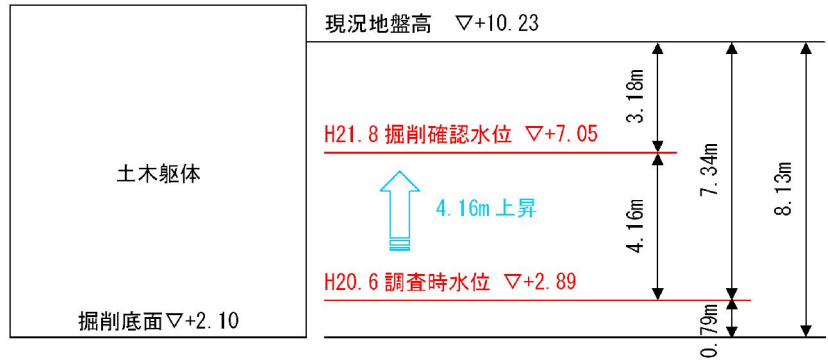 現況地盤高 ▽+10.23
3.18m
H21.8掘削確認水位 ▽+7.05
7.34m
8.13m
土木躯体
4.16m上昇
4.16m
H20.6調査時水位 ▽+2.89
掘削底面▽+2.10
0.79m